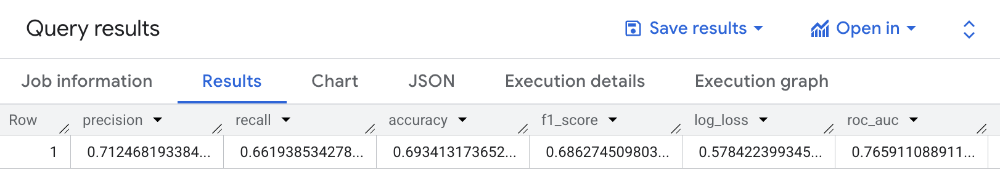 Query results Save results Open in
Job information Results Chart JSON Execution details Execution graph
Row precision recall accuracy f1_score log_loss roc_auc
1 0.712468193384... 0.661938534278... 0.693413173652... 0.686274509803... 0.578422399345... 0.765911088911...